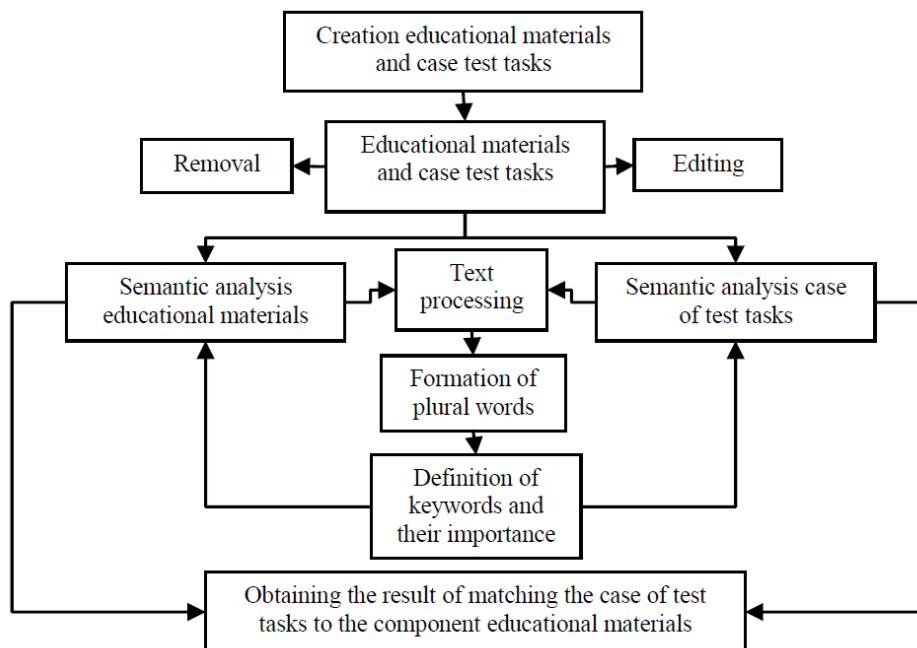 Creation educational materials
and case test tasks
Educational materials
and case test tasks
Removal
Editing
Semantic analysis
educational materials
Text
processing
Semantic analysis case
of test tasks
Formation of
plural words
Definition of
keywords and
their importance
Obtaining the result of matching the case of test
tasks to the component educational materials